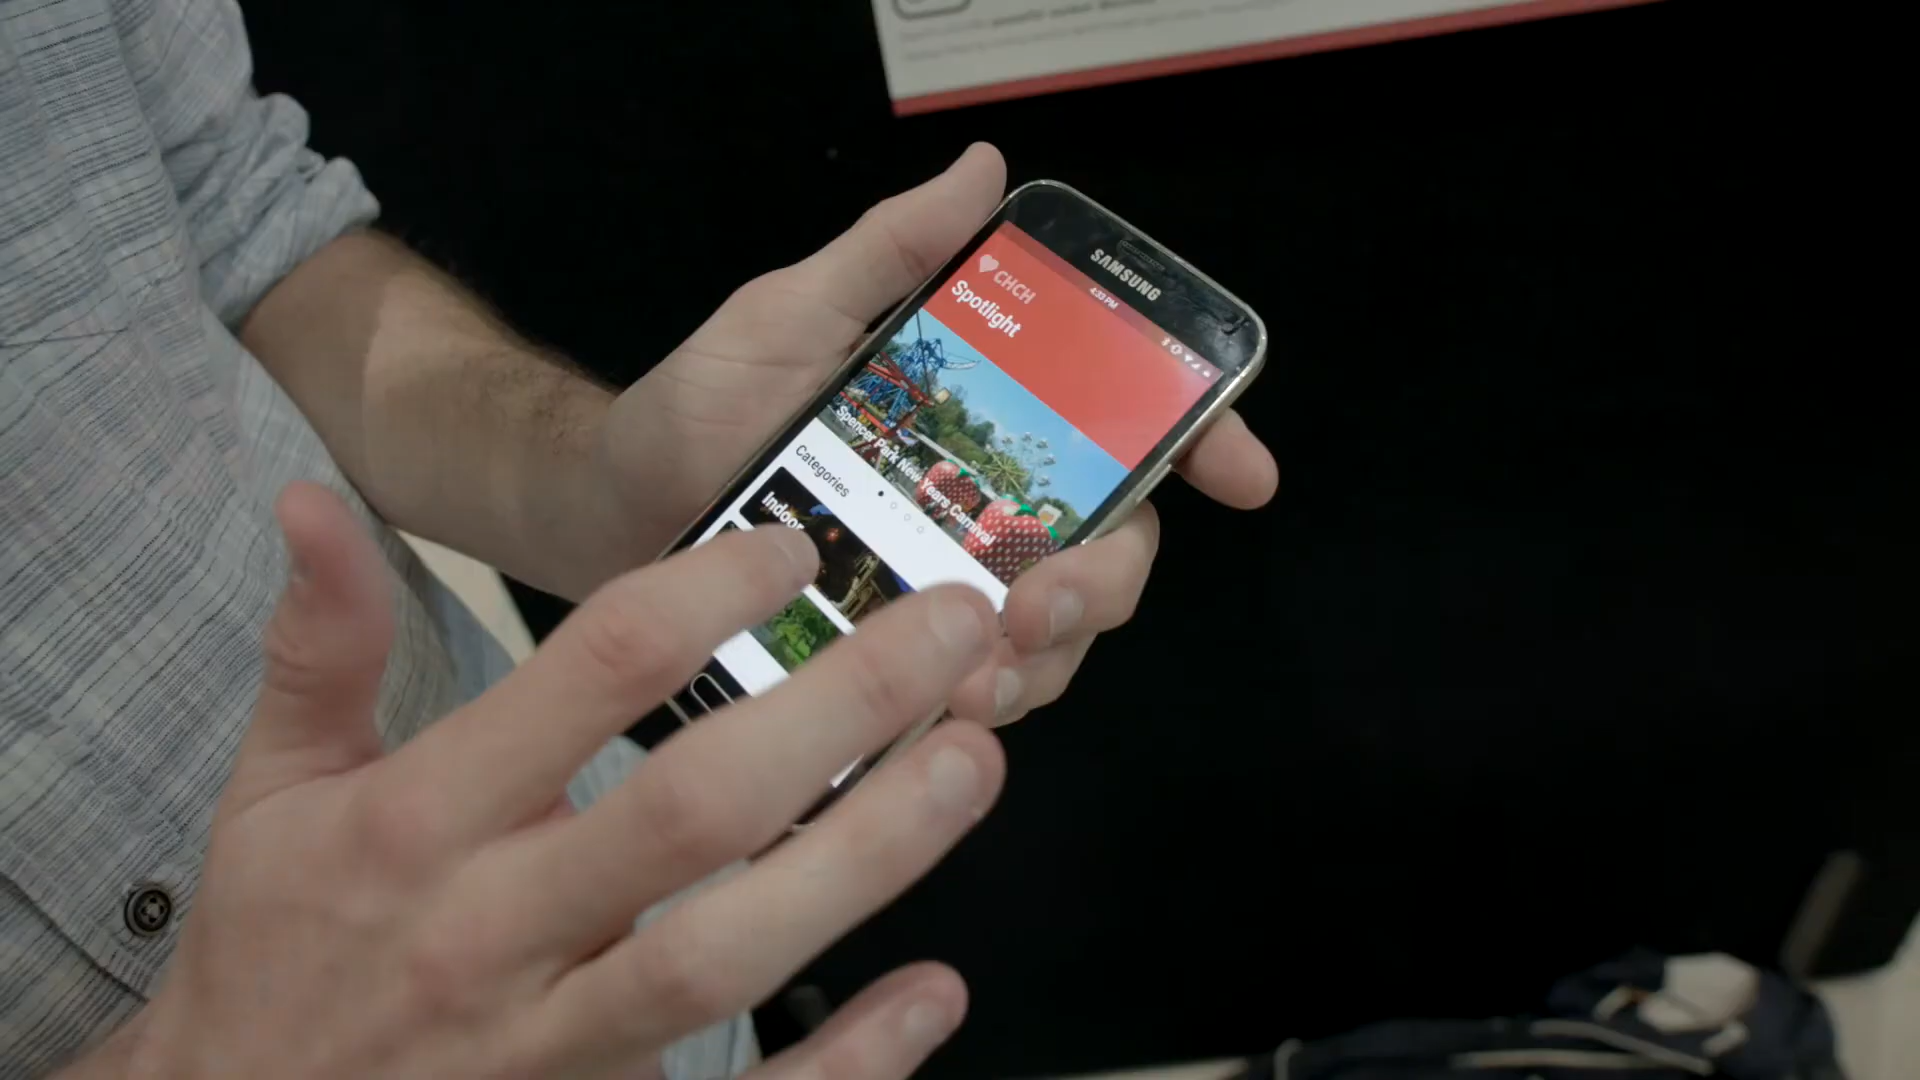 SAMSUNG
4:33 PM
CHCH
Spotlight
Spencer Park New Years Carnival
Categories
Indoor